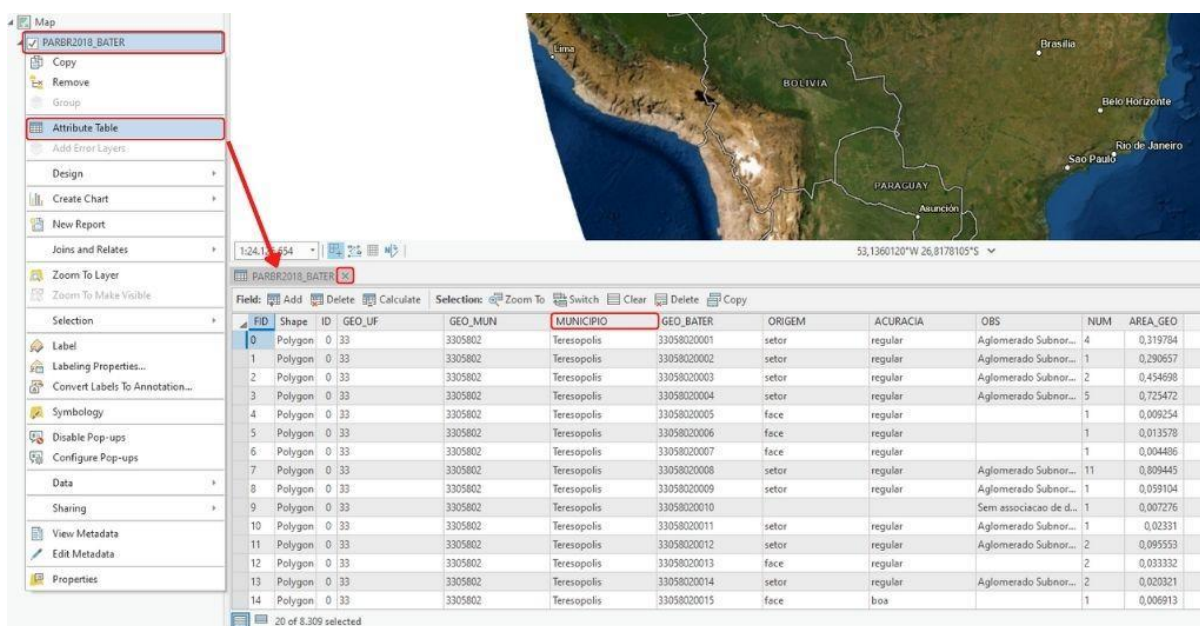 Map
PARBR2018_BATER
Copy
Remove
Group
Attribute Table
Add Error Layers
Design
Create Chart
New Report
Joins and Relates
Zoom To Layer
Zoom To Make Visible
Selection
Label
Labeling Properties...
Convert Labels To Annotation...
Symbology
Disable Pop-ups
Configure Pop-ups
Data
Sharing
View Metadata
Edit Metadata
Properties
Lima
BOLIVIA
Brasília
Belo Horizonte
Rio de Janeiro
Sao Paulo
PARAGUAY
Asunción
53,1360120°W 26,8178105°S
PARBR2018_BATER
Field: Add Delete Calculate Selection: Zoom To Switch Clear Delete Copy
FID Shape ID GEO_UF GEO_MUN MUNICIPIO GEO_BATER ORIGEM ACURACIA OBS NUM AREA_GEO
0 Polygon 0 33 3305802 Teresopolis 33058020001 setor regular Aglomerado Subnor... 4 0,319784
1 Polygon 0 33 3305802 Teresopolis 33058020002 setor regular Aglomerado Subnor... 1 0,290657
2 Polygon 0 33 3305802 Teresopolis 33058020003 setor regular Aglomerado Subnor... 2 0,454698
3 Polygon 0 33 3305802 Teresopolis 33058020004 setor regular Aglomerado Subnor... 5 0,725472
4 Polygon 0 33 3305802 Teresopolis 33058020005 face regular 1 0,009254
5 Polygon 0 33 3305802 Teresopolis 33058020006 face regular 1 0,013578
6 Polygon 0 33 3305802 Teresopolis 33058020007 face regular 1 0,004486
7 Polygon 0 33 3305802 Teresopolis 33058020008 setor regular Aglomerado Subnor... 11 0,809445
8 Polygon 0 33 3305802 Teresopolis 33058020009 setor regular Aglomerado Subnor... 1 0,059104
9 Polygon 0 33 3305802 Teresopolis 33058020010 Sem associacao de d... 1 0,007276
10 Polygon 0 33 3305802 Teresopolis 33058020011 setor regular Aglomerado Subnor... 1 0,02331
11 Polygon 0 33 3305802 Teresopolis 33058020012 setor regular Aglomerado Subnor... 2 0,095553
12 Polygon 0 33 3305802 Teresopolis 33058020013 face regular 2 0,033332
13 Polygon 0 33 3305802 Teresopolis 33058020014 setor regular Aglomerado Subnor... 2 0,020321
14 Polygon 0 33 3305802 Teresopolis 33058020015 face boa 1 0,006913
20 of 8.309 selected